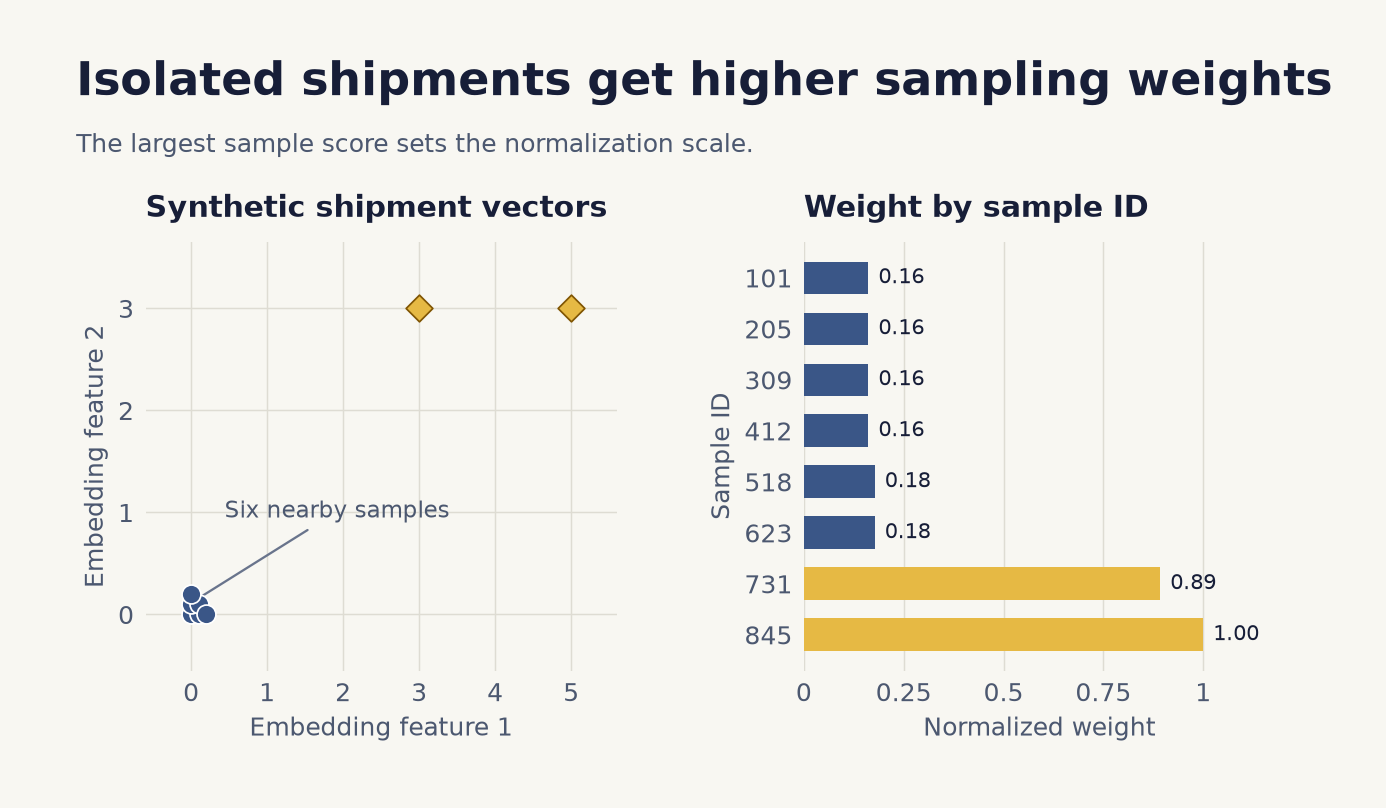 Isolated shipments get higher sampling weights
The largest sample score sets the normalization scale.
Synthetic shipment vectors
Embedding feature 2
3
2
1
0
Six nearby samples
0 1 2 3 4 5
Embedding feature 1
Weight by sample ID
Sample ID
101 0.16
205 0.16
309 0.16
412 0.16
518 0.18
623 0.18
731 0.89
845 1.00
0 0.25 0.5 0.75 1
Normalized weight